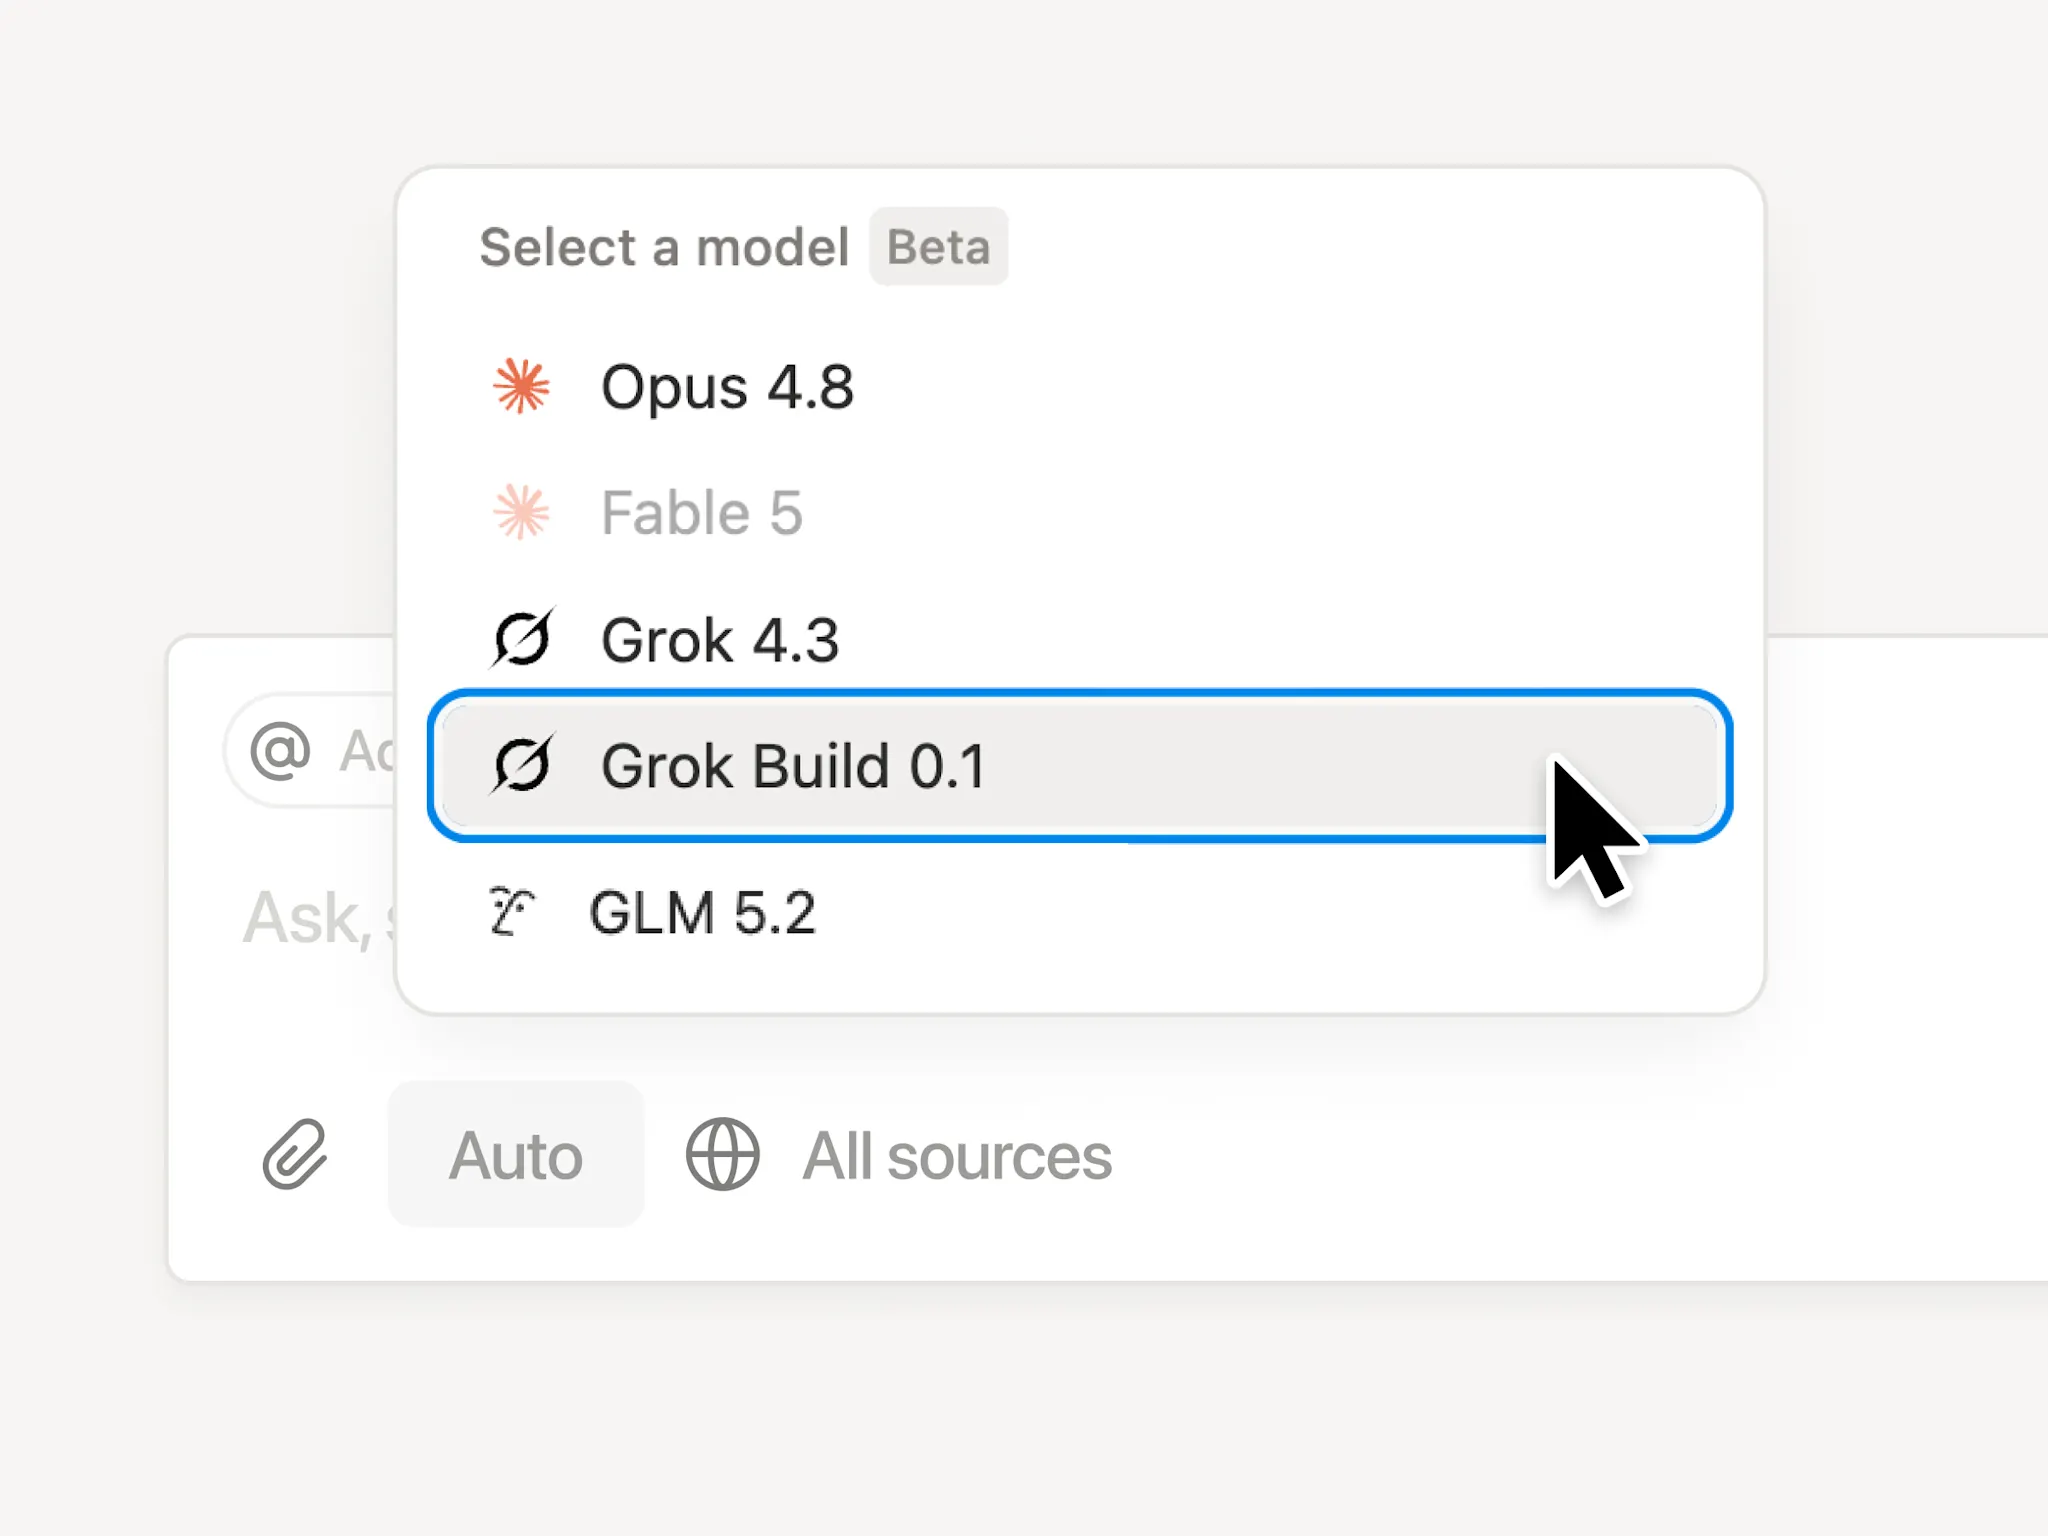 Select a model Beta
Opus 4.8
Fable 5
Grok 4.3
Grok Build 0.1
GLM 5.2
@
Ask,
Auto
All sources